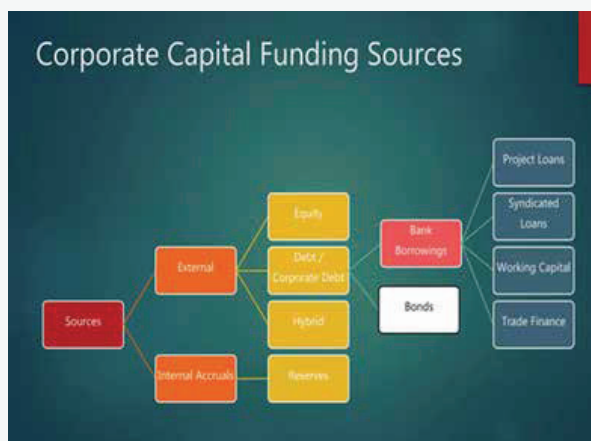 Corporate Capital Funding Sources
Project Loans
Equity
Syndicated
Loans
Bank
Borrowings
External
Debt /
Corporate Debt
Working Capital
Bonds
Sources
Hybrid
Trade Finance
Internal Accruals
Reserves